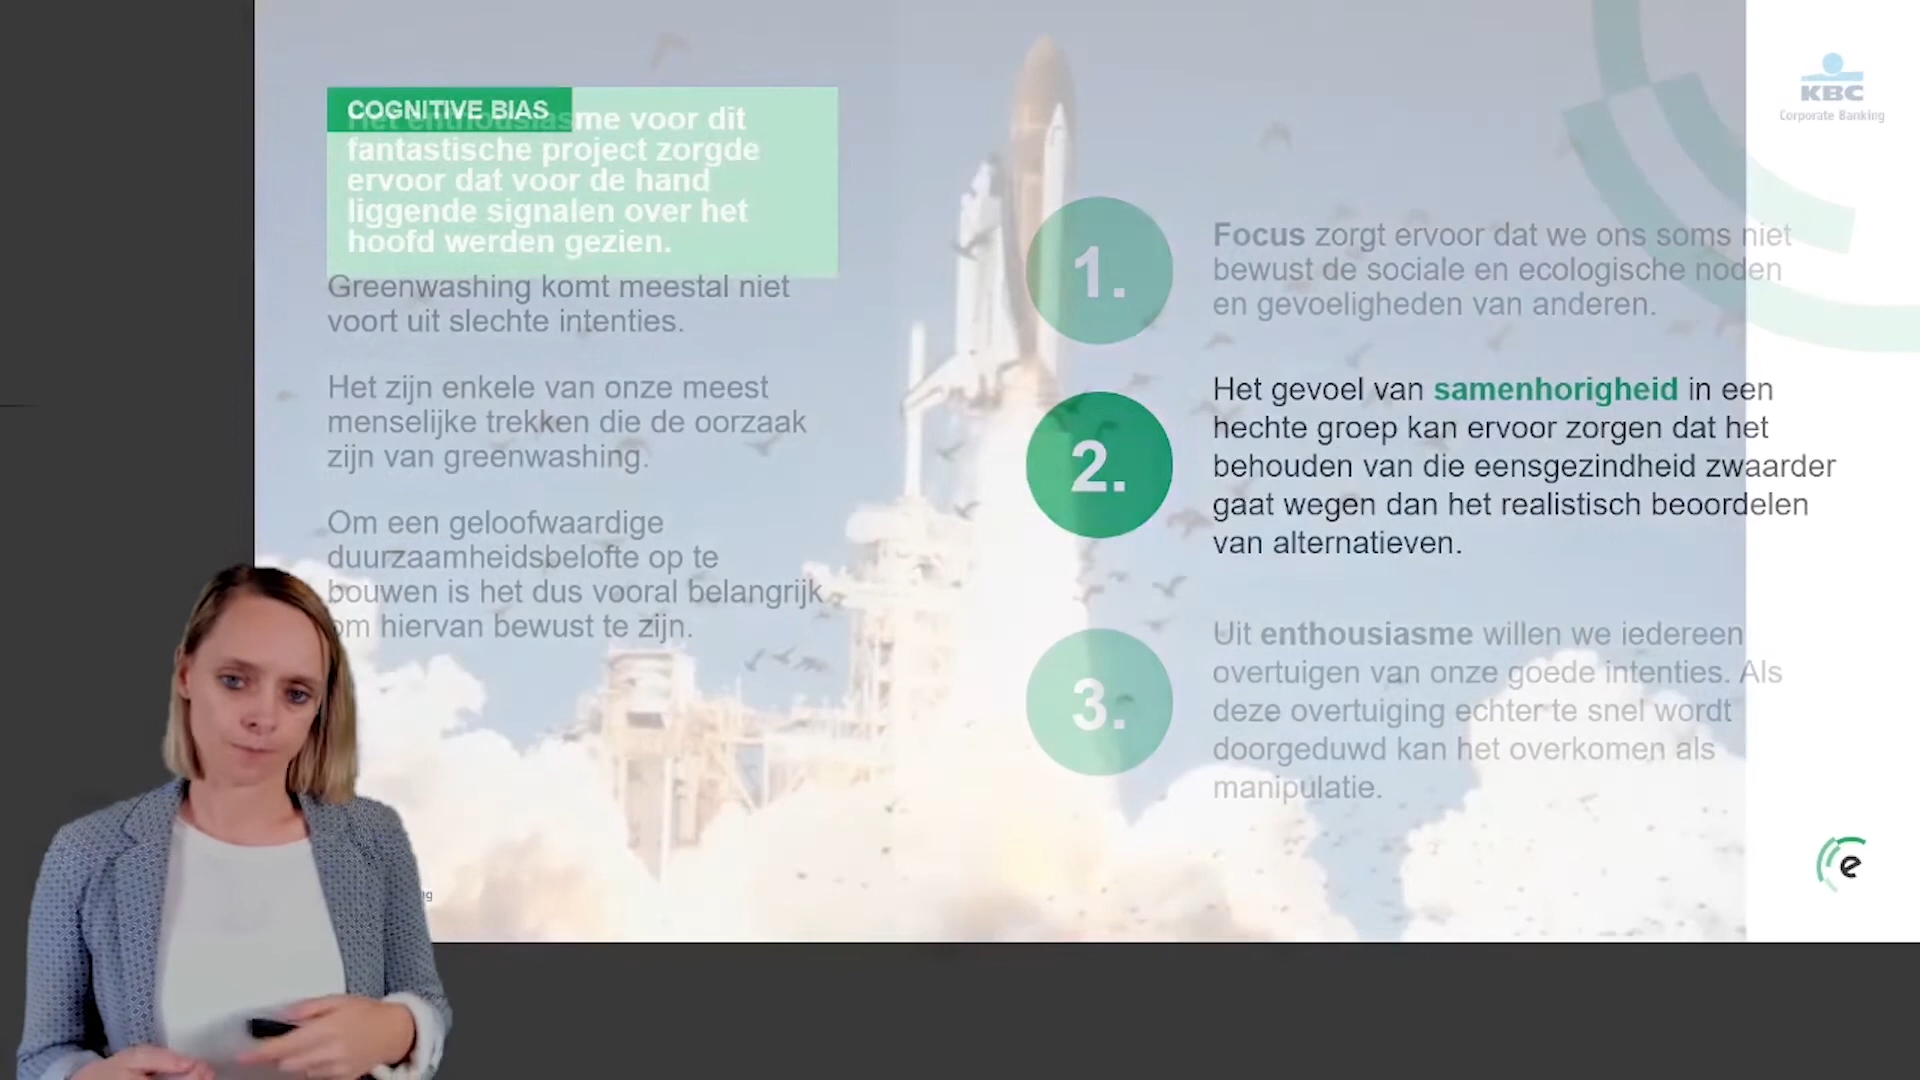 COGNITIVE BIAS
Het enthousiasme voor dit
fantastische project zorgde
ervoor dat voor de hand
liggende signalen over het
hoofd werden gezien.
Greenwashing komt meestal niet
voort uit slechte intenties.
Het zijn enkele van onze meest
menselijke trekken die de oorzaak
zijn van greenwashing.
Om een geloofwaardige
duurzaamheidsbelofte op te
bouwen is het dus vooral belangrijk
om hiervan bewust te zijn.
1.
Focus zorgt ervoor dat we ons soms niet
bewust de sociale en ecologische noden
en gevoeligheden van anderen.
2.
Het gevoel van samenhorigheid in een
hechte groep kan ervoor zorgen dat het
behouden van die eensgezindheid zwaarder
gaat wegen dan het realistisch beoordelen
van alternatieven.
3.
Uit enthousiasme willen we iedereen
overtuigen van onze goede intenties. Als
deze overtuiging echter te snel wordt
doorgeduwd kan het overkomen als
manipulatie.
KBC
Corporate Banking
e